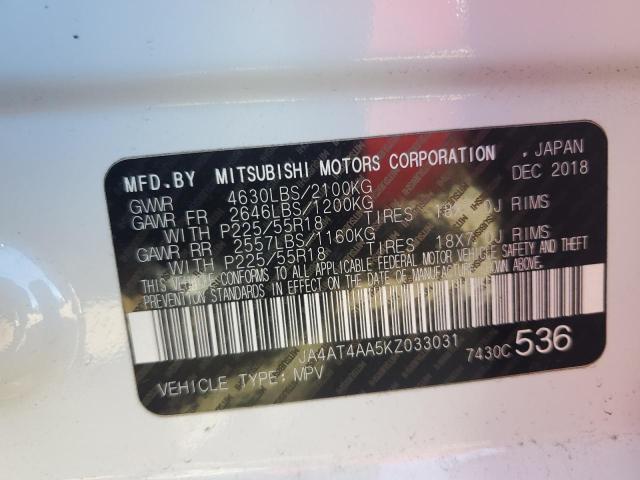 MFD.BY MITSUBISHI MOTORS CORPORATION , JAPAN
GVWR 4630LBS/2100KG DEC 2018
GAWR FR 2646LBS/1200KG
WITH P225/55R18 TIRES RIMS
GAWR RR 2557LBS/1160KG
WITH P225/55R18 TIRES 18X7 0J RIMS
THIS VEHICLE CONFORMS TO ALL APPLICABLE FEDERAL MOTOR VEHICLE SAFETY AND THEFT
PREVENTION STANDARDS IN EFFECT ON THE DATE OF MANUFACTURE SHOWN ABOVE.
JA4AT4AA5KZ033031
7430C 536
VEHICLE TYPE: MPV